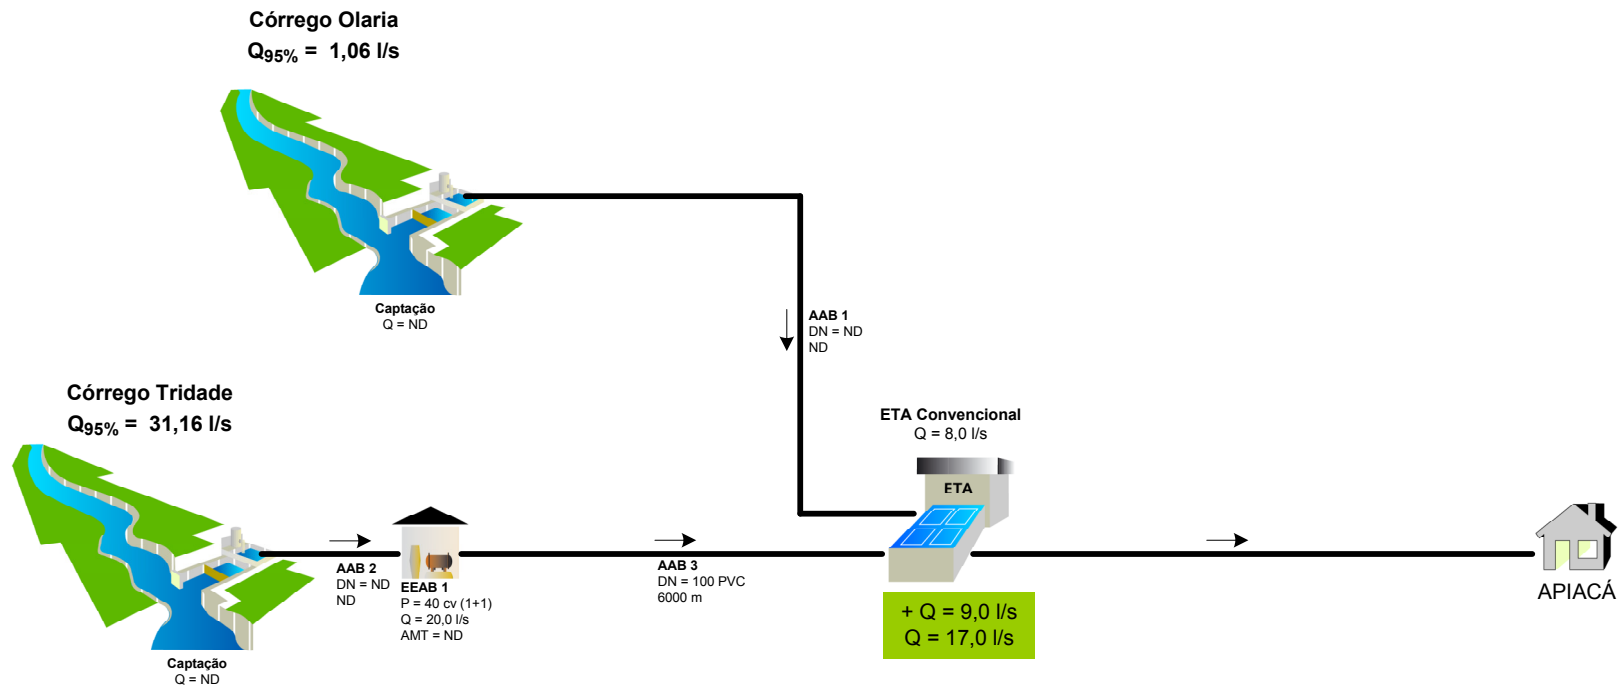 Córrego Olaria
Q95% = 1,06 l/s
Captação
Q = ND
AAB 1
DN = ND
ND
Córrego Tridade
Q95% = 31,16 l/s
Captação
Q = ND
AAB 2
DN = ND
ND
EEAB 1
P = 40 cv (1+1)
Q = 20,0 l/s
AMT = ND
AAB 3
DN = 100 PVC
6000 m
ETA Convencional
Q = 8,0 l/s
ETA
+ Q = 9,0 l/s
Q = 17,0 l/s
APIACÁ